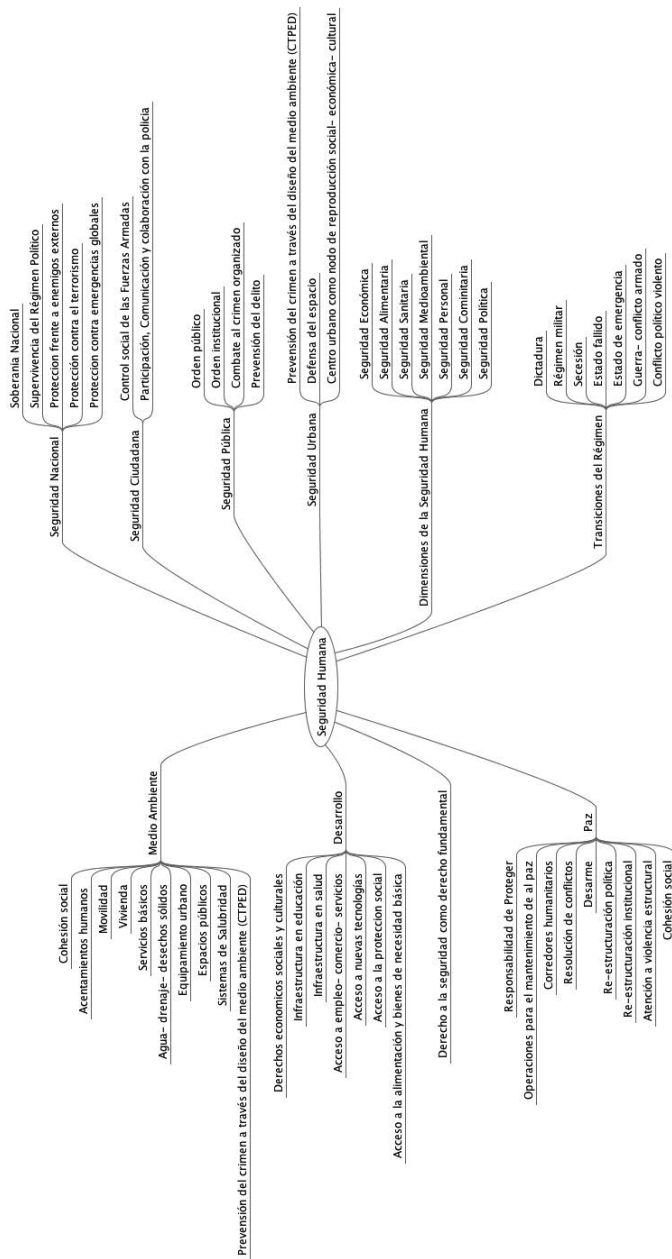 Seguridad Humana
Medio Ambiente
Cohesión social
Acentamientos humanos
Movilidad
Vivienda
Servicios básicos
Agua- drenaje- desechos sólidos
Equipamiento urbano
Espacios públicos
Sistemas de Salubridad
Prevensión del crimen a través del diseño del medio ambiente (CTPED)
Desarrollo
Derechos economicos sociales y culturales
Infraestructura en educación
Infraestructura en salud
Acceso a empleo- comercio- servicios
Acceso a nuevas tecnologías
Acceso a la proteccion social
Acceso a la alimentación y bienes de necesidad básica
Derecho a la seguridad como derecho fundamental
Paz
Responsabilidad de Proteger
Operaciones para el mantenimiento de al paz
Corredores humanitarios
Resolución de conflictos
Desarme
Re-estructuración política
Re-estructuración institucional
Atención a violencia estructural
Cohesión social
Seguridad Nacional
Soberania Nacional
Supervivencia del Régimen Político
Proteccion frente a enemigos externos
Protección contra el terrorismo
Proteccion contra emergencias globales
Seguridad Ciudadana
Control social de las Fuerzas Armadas
Participación, Comunicación y colaboración con la policia
Seguridad Pública
Orden público
Orden institucional
Combate al crimen organizado
Prevensión del delito
Seguridad Urbana
Prevensión del crimen a través del diseño del medio ambiente (CTPED)
Defensa del espacio
Centro urbano como nodo de reproducción social- económica- cultural
Dimensiones de la Seguridad Humana
Seguridad Económica
Seguridad Alimentaria
Seguridad Sanitaria
Seguridad Medioambiental
Seguridad Personal
Seguridad Cominitaria
Seguridad Política
Transiciones del Régimen
Dictadura
Régimen militar
Secesión
Estado fallido
Estado de emergencia
Guerra- conflicto armado
Conflicto político violento